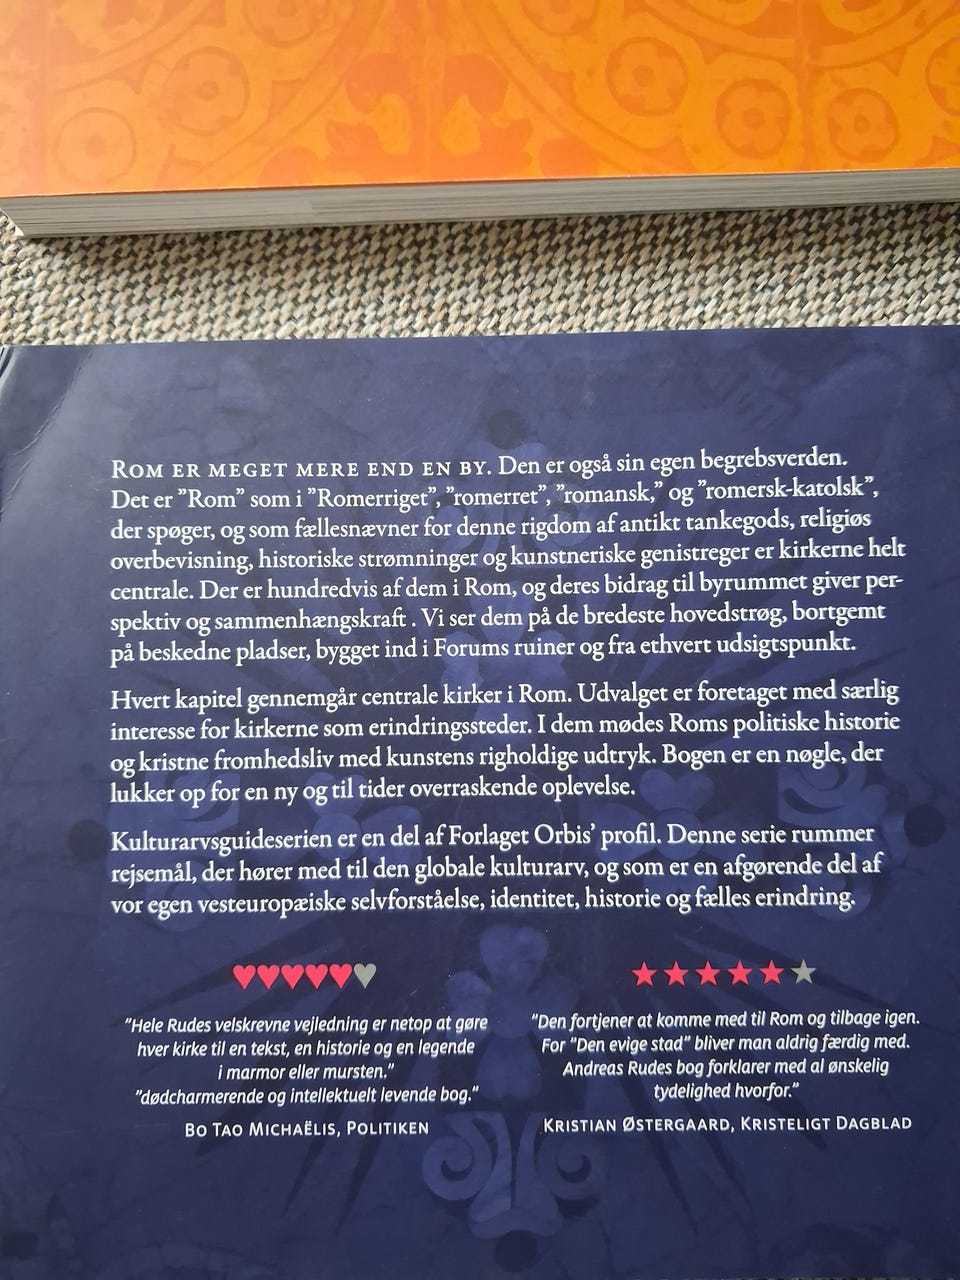 ROM ER MEGET MERE END EN BY. Den er også sin egen begrebsverden.
Det er ”Rom” som i ”Romerriget”, ”romerret”, ”romansk,” og ”romersk-katolsk”,
der spøger, og som fællesnævner for denne rigdom af antikt tankegods, religiøs
overbevisning, historiske strømninger og kunstneriske genistreger er kirkerne helt
centrale. Der er hundredvis af dem i Rom, og deres bidrag til byrummet giver per-
spektiv og sammenhængskraft . Vi ser dem på de bredeste hovedstrøg, bortgemt
på beskedne pladser, bygget ind i Forums ruiner og fra ethvert udsigtspunkt.
Hvert kapitel gennemgår centrale kirker i Rom. Udvalget er foretaget med særlig
interesse for kirkerne som erindringssteder. I dem mødes Roms politiske historie
og kristne fromhedsliv med kunstens righoldige udtryk. Bogen er en nøgle, der
lukker op for en ny og til tider overraskende oplevelse.
Kulturarvsguideserien er en del af Forlaget Orbis’ profil. Denne serie rummer
rejsemål, der hører med til den globale kulturarv, og som er en afgørende del af
vor egen vesteuropæiske selvforståelse, identitet, historie og fælles erindring.
”Hele Rudes velskrevne vejledning er netop at gøre
hver kirke til en tekst, en historie og en legende
i marmor eller mursten.”
”dødcharmerende og intellektuelt levende bog.”
BO TAO MICHAËLIS, POLITIKEN
”Den fortjener at komme med til Rom og tilbage igen.
For ”Den evige stad” bliver man aldrig færdig med.
Andreas Rudes bog forklarer med al ønskelig
tydelighed hvorfor.”
KRISTIAN ØSTERGAARD, KRISTELIGT DAGBLAD